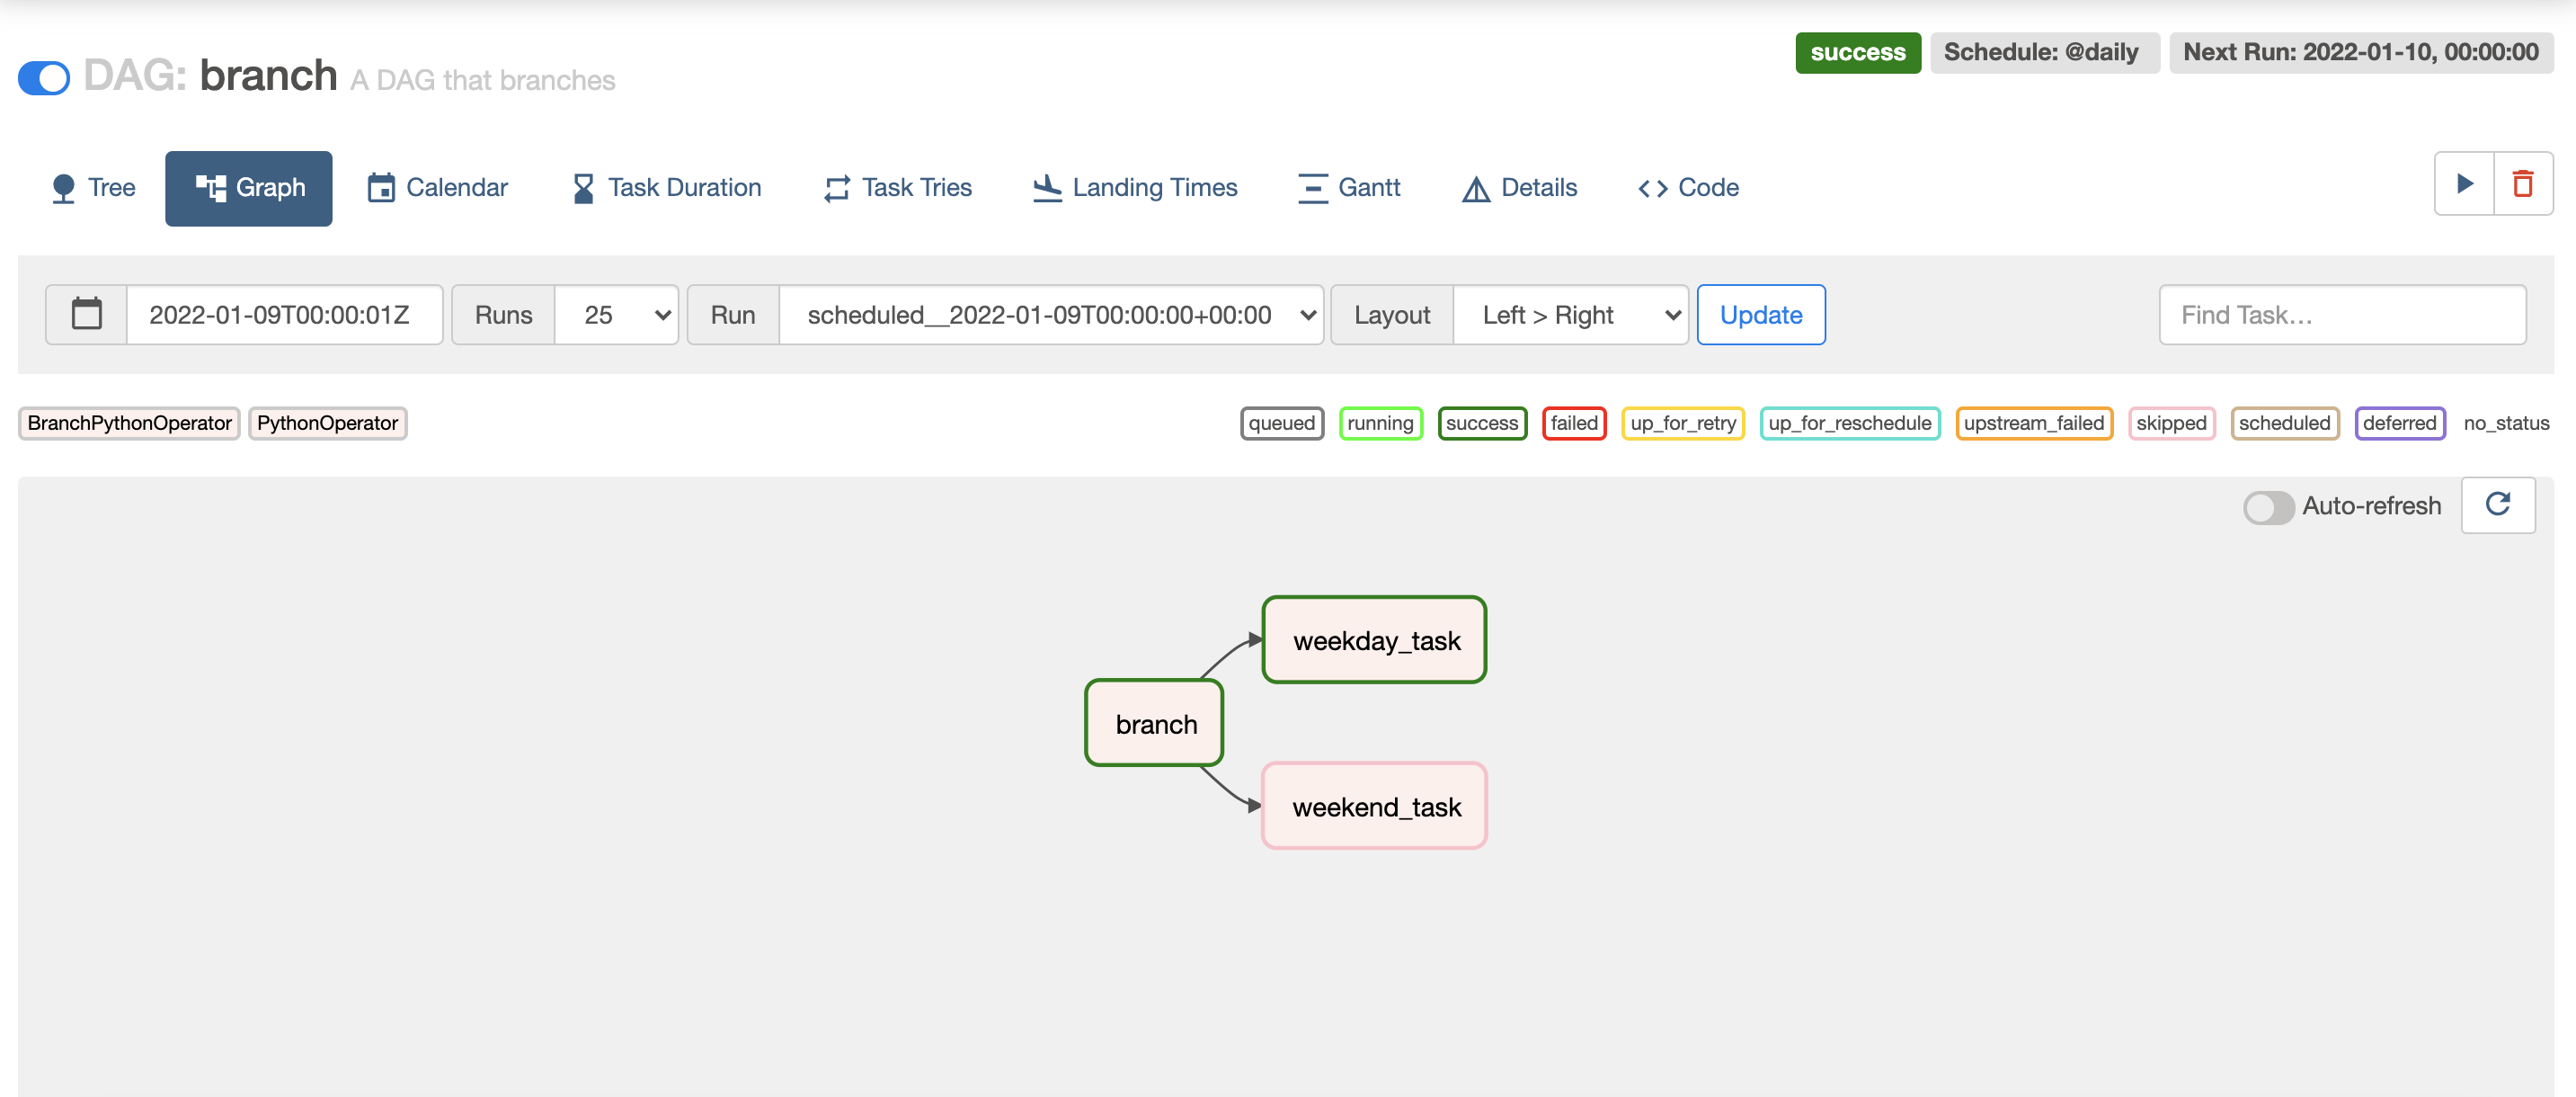 DAG: branch A DAG that branches
success Schedule: @daily Next Run: 2022-01-10, 00:00:00
Tree Graph Calendar Task Duration Task Tries Landing Times Gantt Details Code
2022-01-09T00:00:01Z Runs 25 Run scheduled__2022-01-09T00:00:00+00:00 Layout Left > Right Update Find Task...
BranchPythonOperator PythonOperator queued running success failed up_for_retry up_for_reschedule upstream_failed skipped scheduled deferred no_status
Auto-refresh
weekday_task
branch
weekend_task